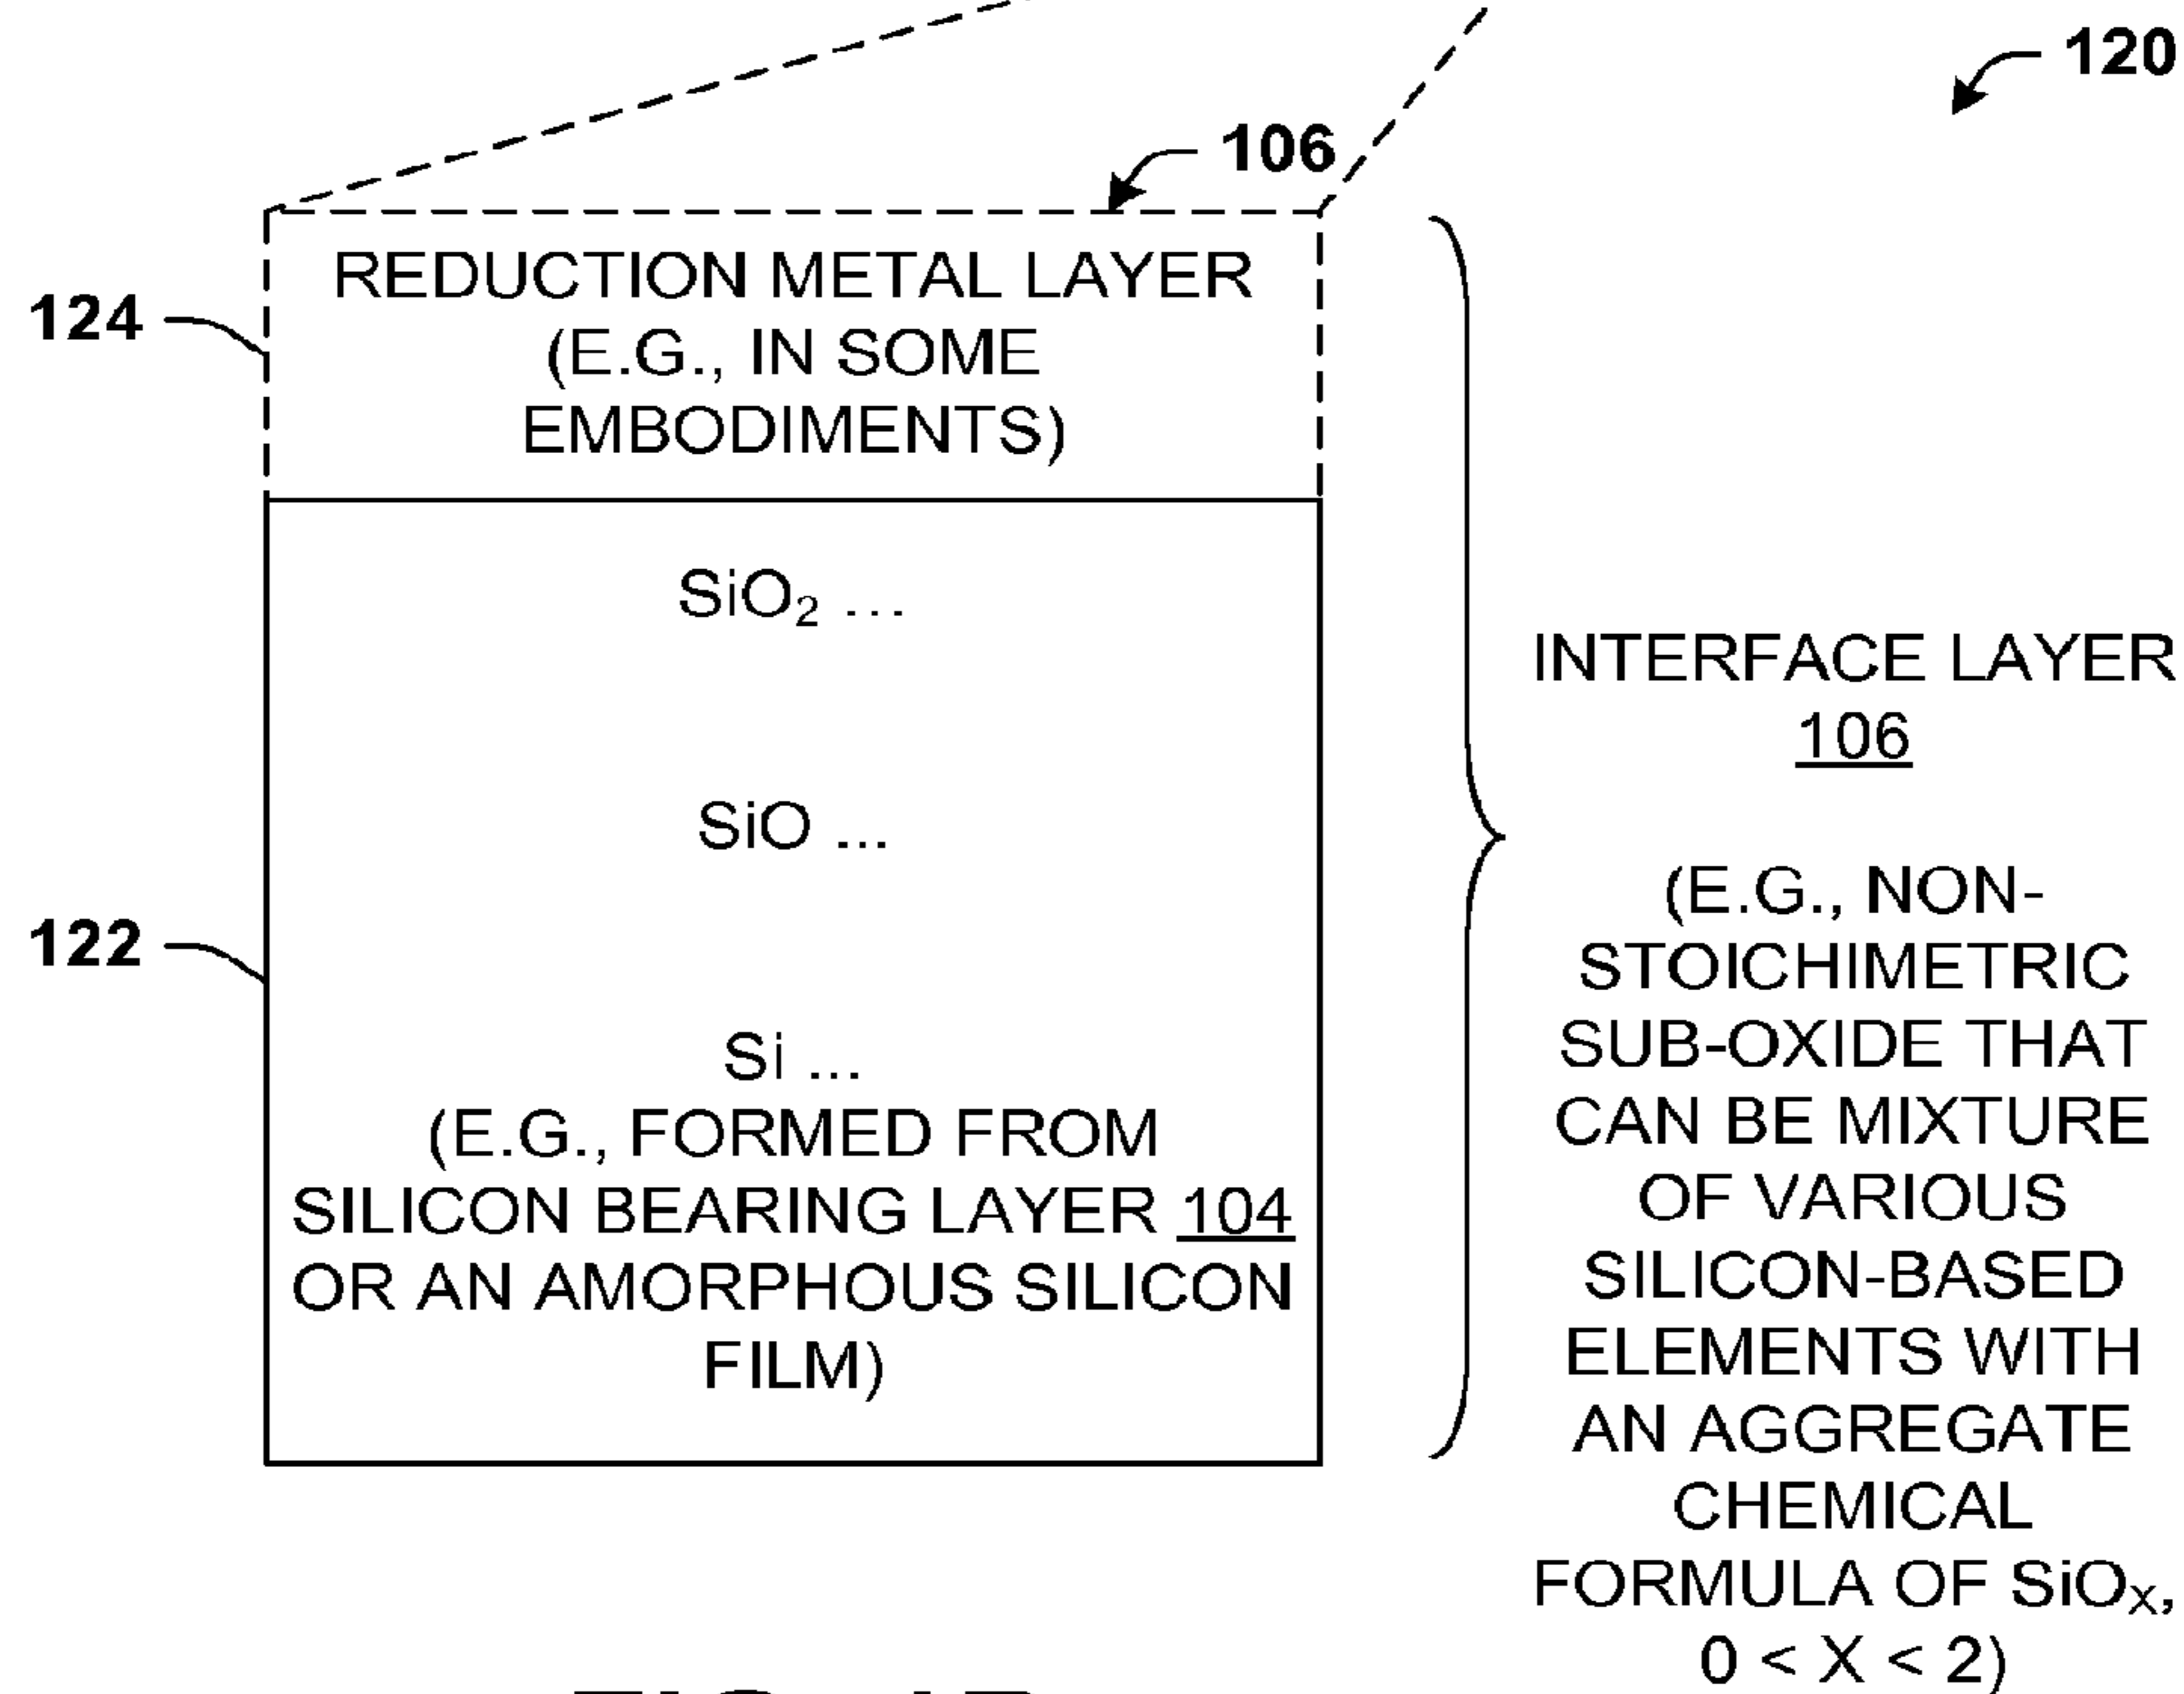 120
106
REDUCTION METAL LAYER
(E.G., IN SOME
EMBODIMENTS)
124
SiO₂ ...
SiO ...
122
Si ...
(E.G., FORMED FROM
SILICON BEARING LAYER 104
OR AN AMORPHOUS SILICON
FILM)
INTERFACE LAYER
106
(E.G., NON-
STOICHIMETRIC
SUB-OXIDE THAT
CAN BE MIXTURE
OF VARIOUS
SILICON-BASED
ELEMENTS WITH
AN AGGREGATE
CHEMICAL
FORMULA OF SiOₓ,
0 < X < 2)